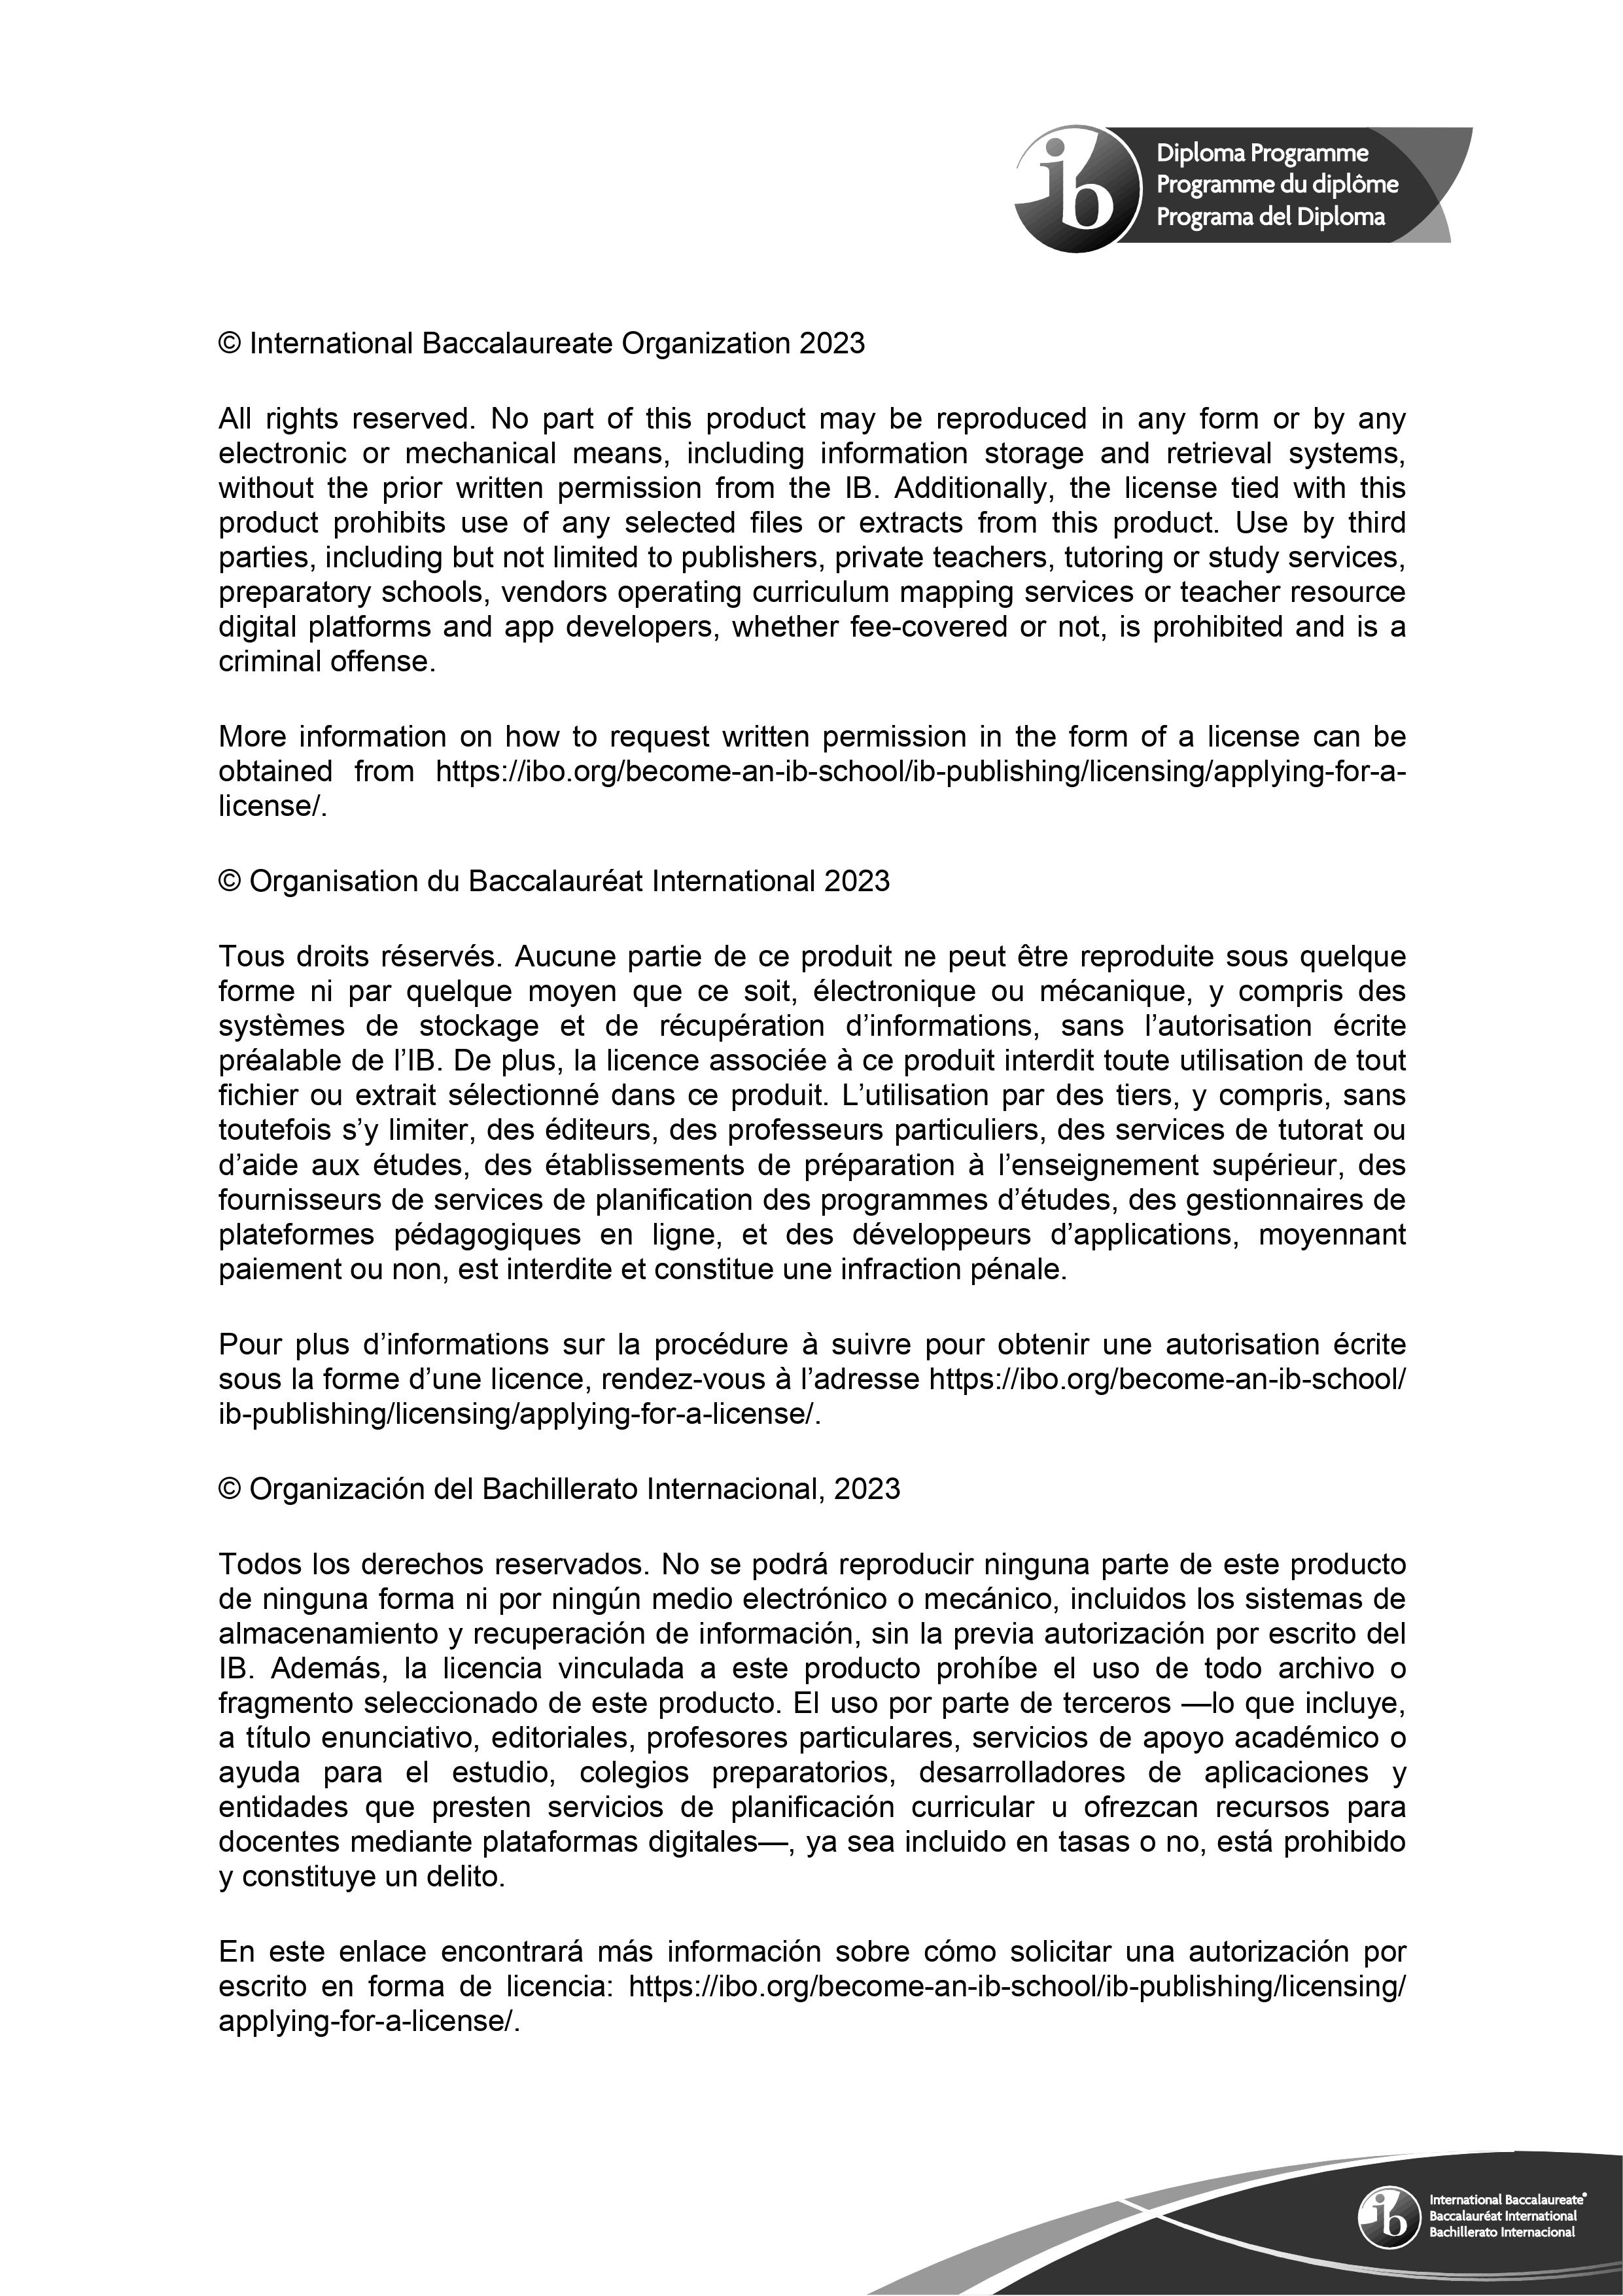 ib
Diploma Programme
Programme du diplôme
Programa del Diploma
© International Baccalaureate Organization 2023
All rights reserved. No part of this product may be reproduced in any form or by any
electronic or mechanical means, including information storage and retrieval systems,
without the prior written permission from the IB. Additionally, the license tied with this
product prohibits use of any selected files or extracts from this product. Use by third
parties, including but not limited to publishers, private teachers, tutoring or study services,
preparatory schools, vendors operating curriculum mapping services or teacher resource
digital platforms and app developers, whether fee-covered or not, is prohibited and is a
criminal offense.
More information on how to request written permission in the form of a license can be
obtained from https://ibo.org/become-an-ib-school/ib-publishing/licensing/applying-for-a-
license/.
© Organisation du Baccalauréat International 2023
Tous droits réservés. Aucune partie de ce produit ne peut être reproduite sous quelque
forme ni par quelque moyen que ce soit, électronique ou mécanique, y compris des
systèmes de stockage et de récupération d’informations, sans l’autorisation écrite
préalable de l’IB. De plus, la licence associée à ce produit interdit toute utilisation de tout
fichier ou extrait sélectionné dans ce produit. L’utilisation par des tiers, y compris, sans
toutefois s’y limiter, des éditeurs, des professeurs particuliers, des services de tutorat ou
d’aide aux études, des établissements de préparation à l’enseignement supérieur, des
fournisseurs de services de planification des programmes d’études, des gestionnaires de
plateformes pédagogiques en ligne, et des développeurs d’applications, moyennant
paiement ou non, est interdite et constitue une infraction pénale.
Pour plus d’informations sur la procédure à suivre pour obtenir une autorisation écrite
sous la forme d’une licence, rendez-vous à l’adresse https://ibo.org/become-an-ib-school/
ib-publishing/licensing/applying-for-a-license/.
© Organización del Bachillerato Internacional, 2023
Todos los derechos reservados. No se podrá reproducir ninguna parte de este producto
de ninguna forma ni por ningún medio electrónico o mecánico, incluidos los sistemas de
almacenamiento y recuperación de información, sin la previa autorización por escrito del
IB. Además, la licencia vinculada a este producto prohíbe el uso de todo archivo o
fragmento seleccionado de este producto. El uso por parte de terceros —lo que incluye,
a título enunciativo, editoriales, profesores particulares, servicios de apoyo académico o
ayuda para el estudio, colegios preparatorios, desarrolladores de aplicaciones y
entidades que presten servicios de planificación curricular u ofrezcan recursos para
docentes mediante plataformas digitales—, ya sea incluido en tasas o no, está prohibido
y constituye un delito.
En este enlace encontrará más información sobre cómo solicitar una autorización por
escrito en forma de licencia: https://ibo.org/become-an-ib-school/ib-publishing/licensing/
applying-for-a-license/.
ib
International Baccalaureate®
Baccalauréat International
Bachillerato Internacional